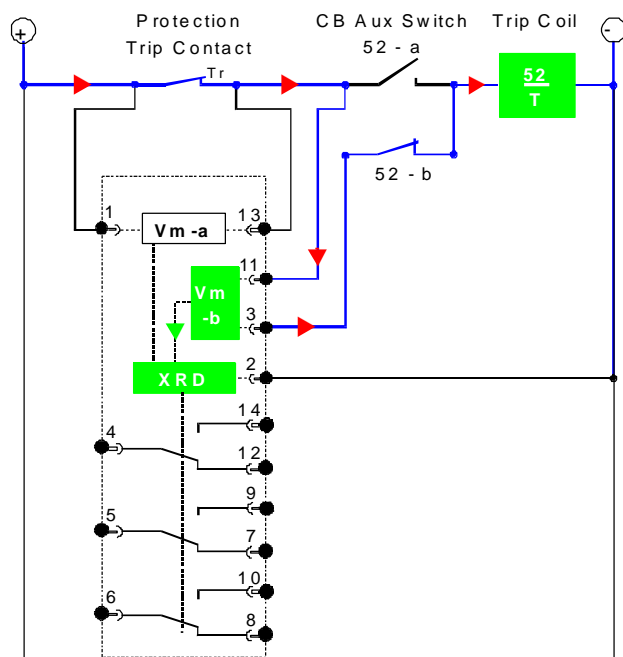 Protection
Trip Contact
CB Aux Switch
52 - a
Trip Coil
+
-
Tr
52
T
52 - b
1
Vm -a
13
11
Vm
-b
3
XRD
2
14
4
12
9
5
7
10
6
8